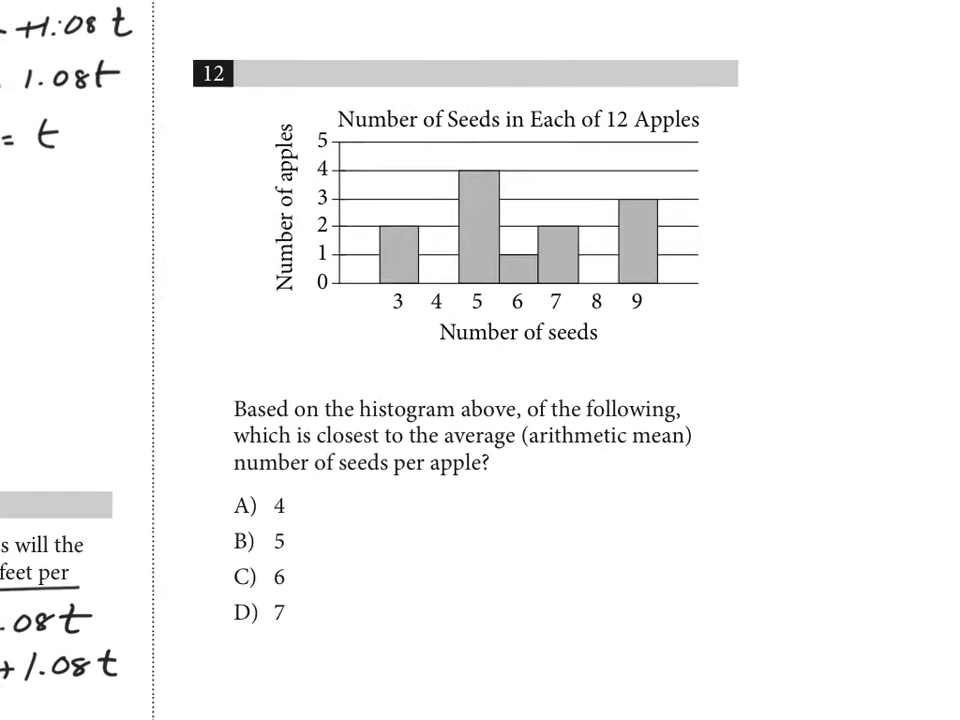 +1.08 t
1.08t
= t
s will the
feet per
.08t
+ 1.08 t
12
Number of Seeds in Each of 12 Apples
Number of apples
5
4
3
2
1
0
3 4 5 6 7 8 9
Number of seeds
Based on the histogram above, of the following,
which is closest to the average (arithmetic mean)
number of seeds per apple?
A) 4
B) 5
C) 6
D) 7